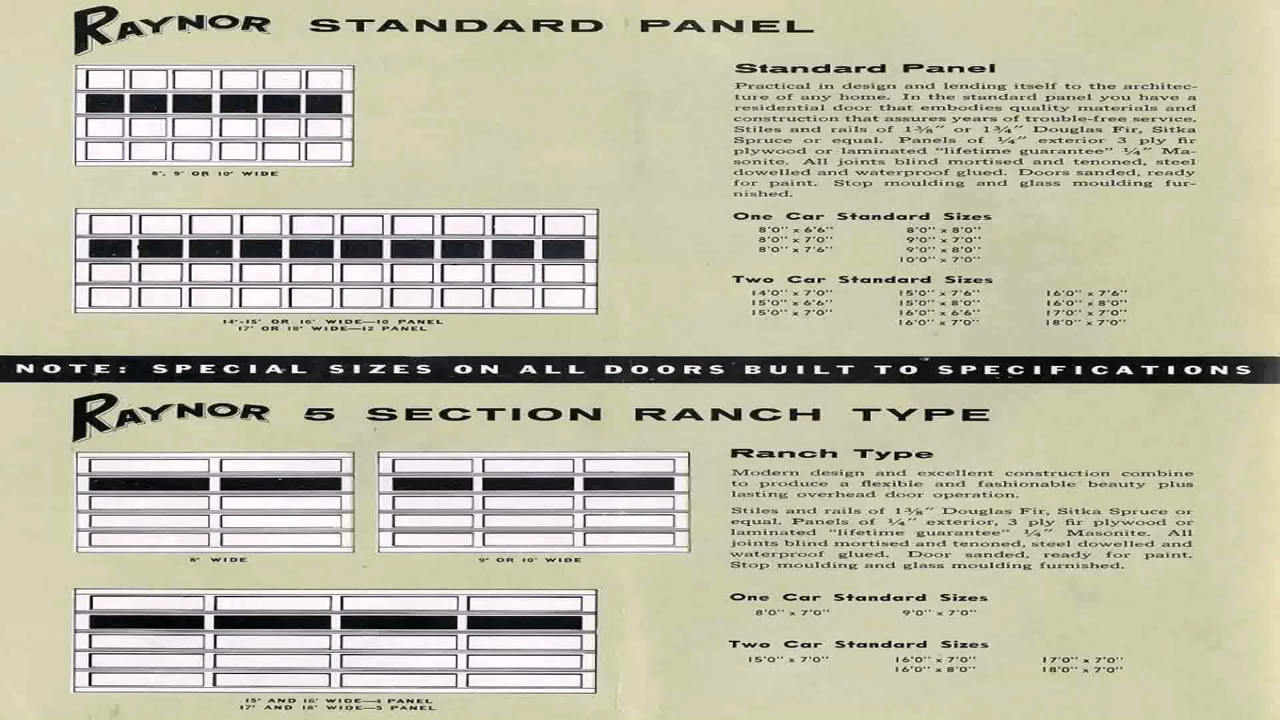 RAYNOR STANDARD PANEL
8', 9' OR 10' WIDE
14'-15' OR 16' WIDE—10 PANEL
17' OR 18' WIDE—12 PANEL
Standard Panel
Practical in design and lending itself to the architec-
ture of any home. In the standard panel you have a
residential door that embodies quality materials and
construction that assures years of trouble-free service.
Stiles and rails of 1⅜" or 1¾" Douglas Fir, Sitka
Spruce or equal. Panels of ¼" exterior 3 ply fir
plywood or laminated "lifetime guarantee" ¼" Ma-
sonite. All joints blind mortised and tenoned, steel
dowelled and waterproof glued. Doors sanded, ready
for paint. Stop moulding and glass moulding fur-
nished.
One Car Standard Sizes
8'0" x 6'6" 8'0" x 8'0"
8'0" x 7'0" 9'0" x 7'0"
8'0" x 7'6" 9'0" x 8'0"
10'0" x 7'0"
Two Car Standard Sizes
14'0" x 7'0" 15'0" x 7'6" 16'0" x 7'6"
15'0" x 6'6" 15'0" x 8'0" 16'0" x 8'0"
15'0" x 7'0" 16'0" x 6'6" 17'0" x 7'0"
16'0" x 7'0" 18'0" x 7'0"
NOTE: SPECIAL SIZES ON ALL DOORS BUILT TO SPECIFICATIONS
RAYNOR 5 SECTION RANCH TYPE
8' WIDE
9' OR 10' WIDE
15' AND 16' WIDE—4 PANEL
17' AND 18' WIDE—5 PANEL
Ranch Type
Modern design and excellent construction combine
to produce a flexible and fashionable beauty plus
lasting overhead door operation.
Stiles and rails of 1⅜" Douglas Fir, Sitka Spruce or
equal. Panels of ¼" exterior, 3 ply fir plywood or
laminated "lifetime guarantee" ¼" Masonite. All
joints blind mortised and tenoned, steel dowelled and
waterproof glued. Door sanded, ready for paint.
Stop moulding and glass moulding furnished.
One Car Standard Sizes
8'0" x 7'0" 9'0" x 7'0"
Two Car Standard Sizes
15'0" x 7'0" 16'0" x 7'0" 17'0" x 7'0"
16'0" x 8'0" 18'0" x 7'0"